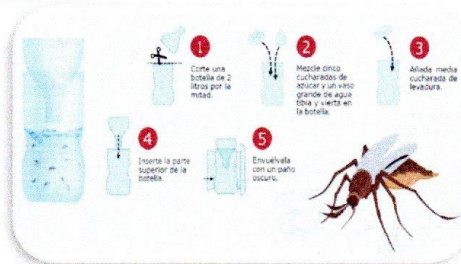 1
Corte una
botella de 2
litros por la
mitad.
2
Mezcle cinco
cucharadas de
azúcar y un vaso
grande de agua
tibia y vierta en
la botella.
3
Añada media
cucharada de
levadura.
4
Inserte la parte
superior de la
botella.
5
Envuélvala
con un paño
oscuro.